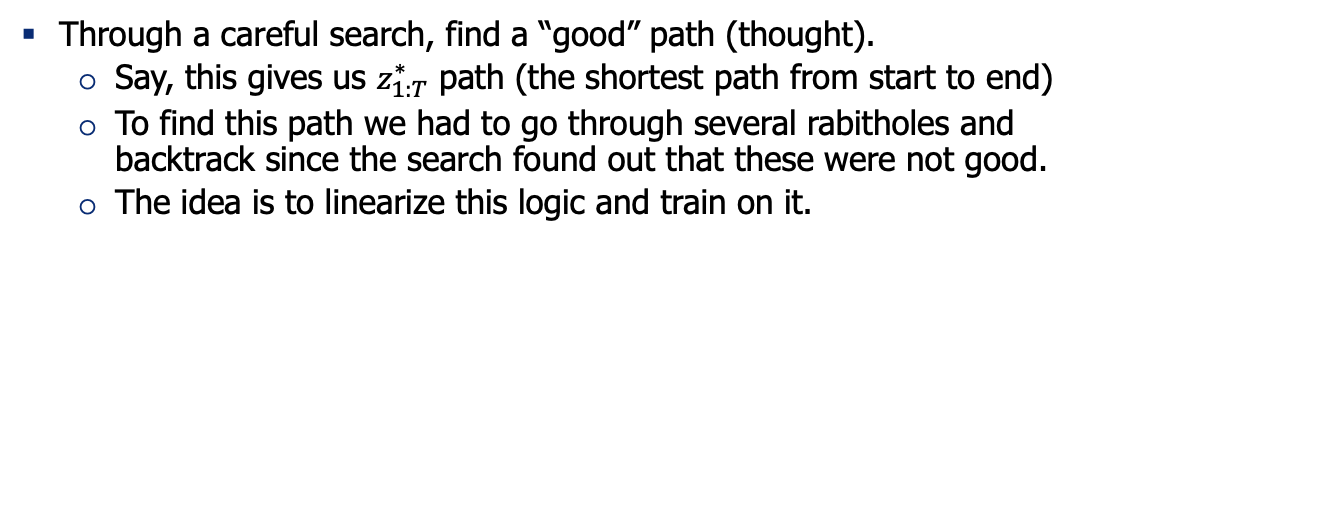 ▪ Through a careful search, find a “good” path (thought).
o Say, this gives us z*1:T path (the shortest path from start to end)
o To find this path we had to go through several rabitholes and
backtrack since the search found out that these were not good.
o The idea is to linearize this logic and train on it.